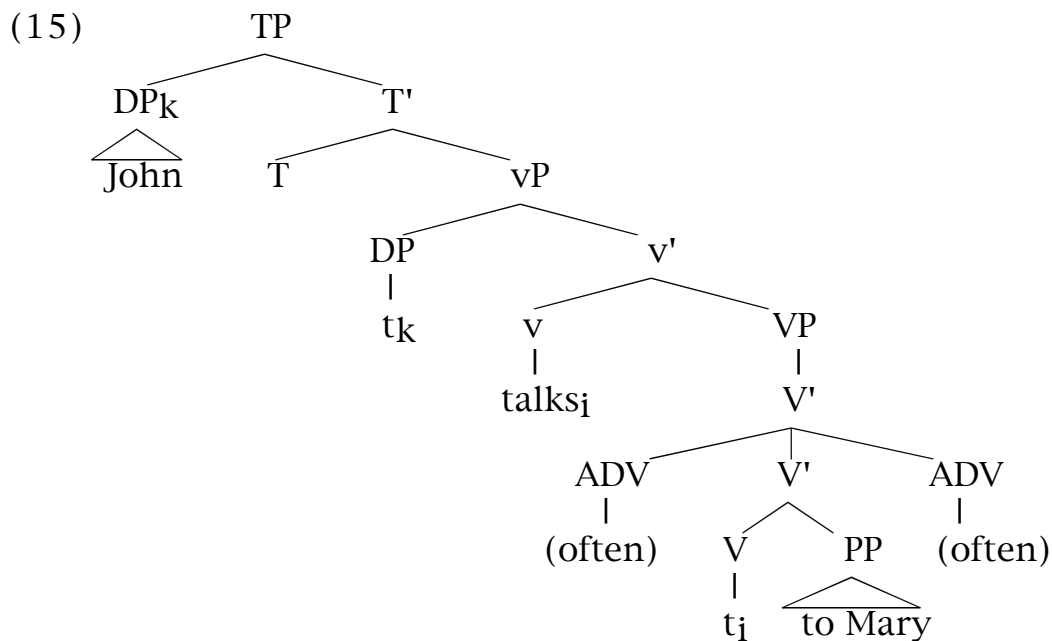 (15) TP
DPk T'
John T vP
DP v'
tk v VP
talksi V'
ADV V' ADV
(often) V PP (often)
ti to Mary